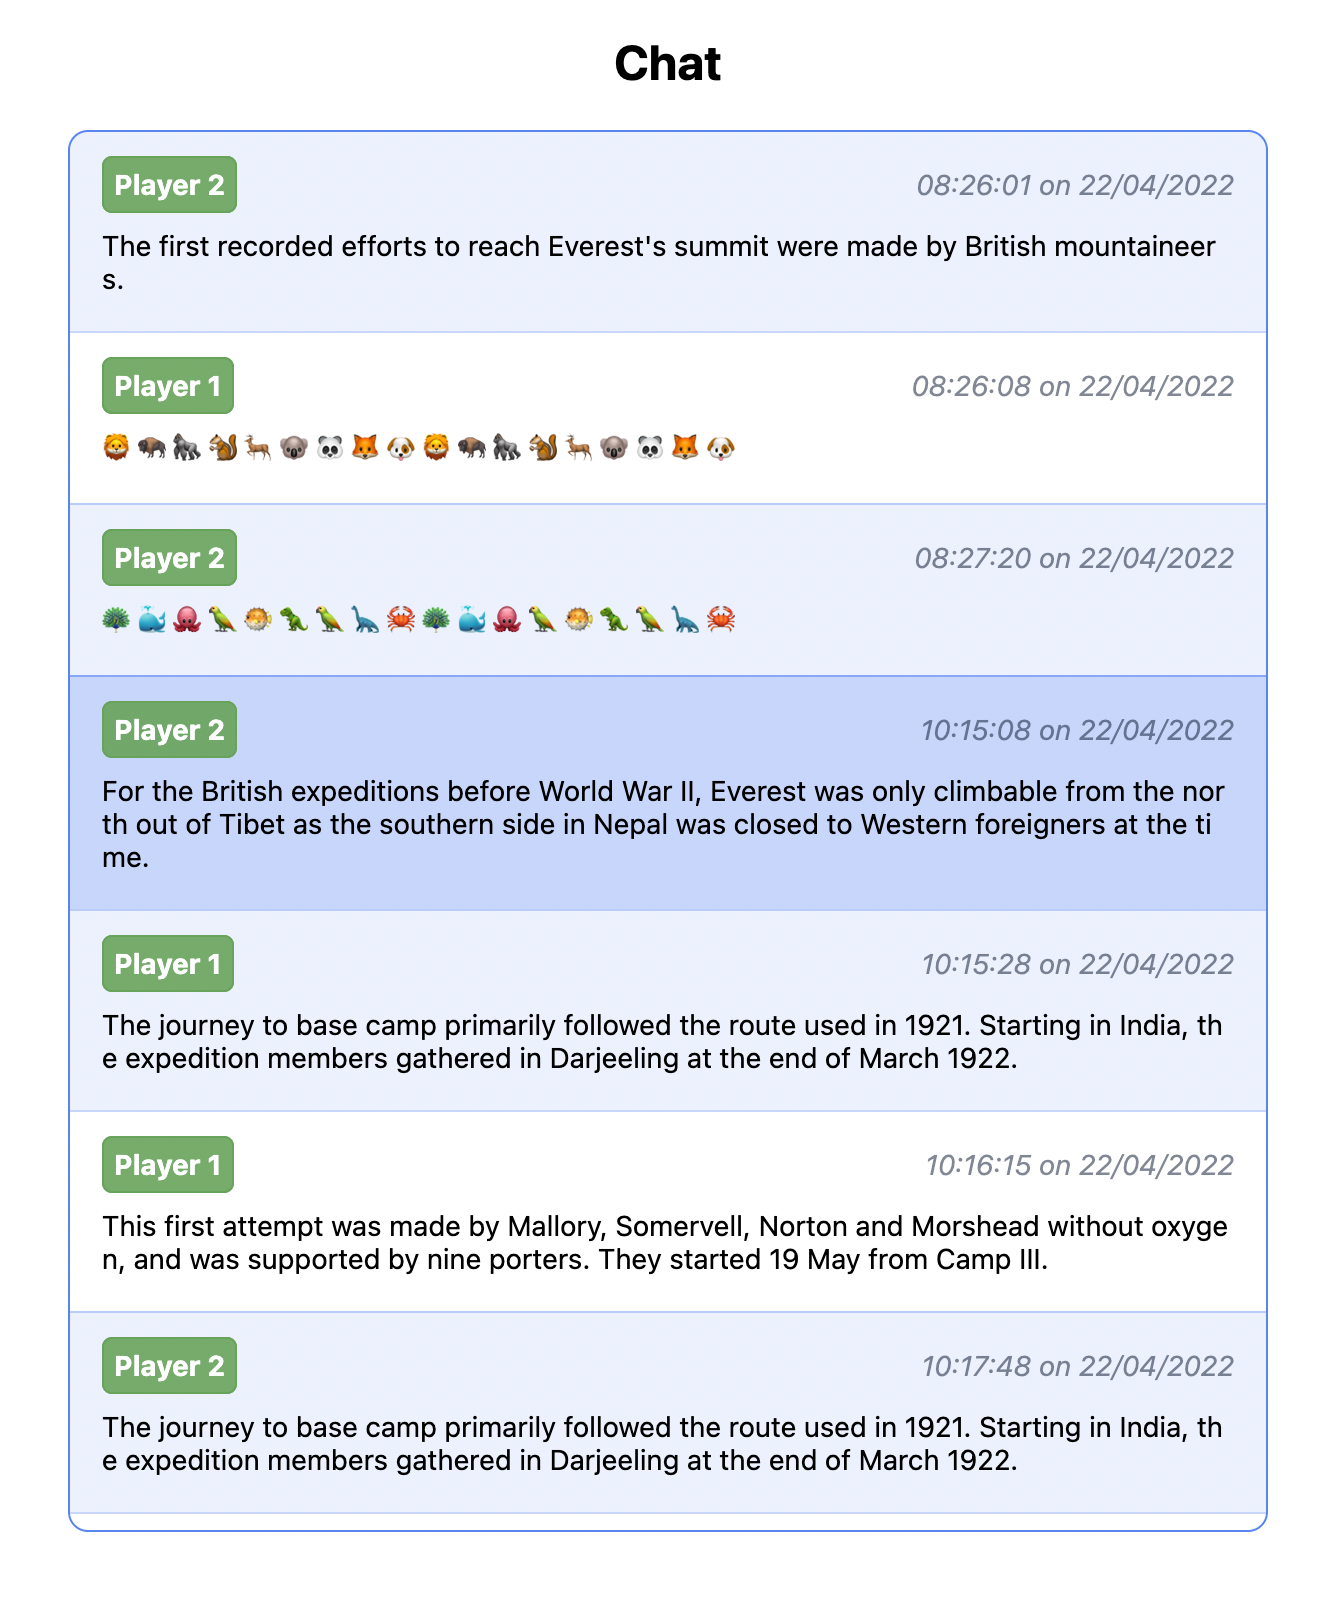 Chat
Player 2
08:26:01 on 22/04/2022
The first recorded efforts to reach Everest's summit were made by British mountaineer
s.
Player 1
08:26:08 on 22/04/2022
🦁🦬🦍🐿️🦌🐨🐼🦊🐶🦁🦬🦍🐿️🦌🐨🐼🦊🐶
Player 2
08:27:20 on 22/04/2022
🦚🐳🐙🦜🐡🦖🦜🦕🦀🦚🐳🐙🦜🐡🦖🦜🦕🦀
Player 2
10:15:08 on 22/04/2022
For the British expeditions before World War II, Everest was only climbable from the nor
th out of Tibet as the southern side in Nepal was closed to Western foreigners at the ti
me.
Player 1
10:15:28 on 22/04/2022
The journey to base camp primarily followed the route used in 1921. Starting in India, th
e expedition members gathered in Darjeeling at the end of March 1922.
Player 1
10:16:15 on 22/04/2022
This first attempt was made by Mallory, Somervell, Norton and Morshead without oxyge
n, and was supported by nine porters. They started 19 May from Camp III.
Player 2
10:17:48 on 22/04/2022
The journey to base camp primarily followed the route used in 1921. Starting in India, th
e expedition members gathered in Darjeeling at the end of March 1922.